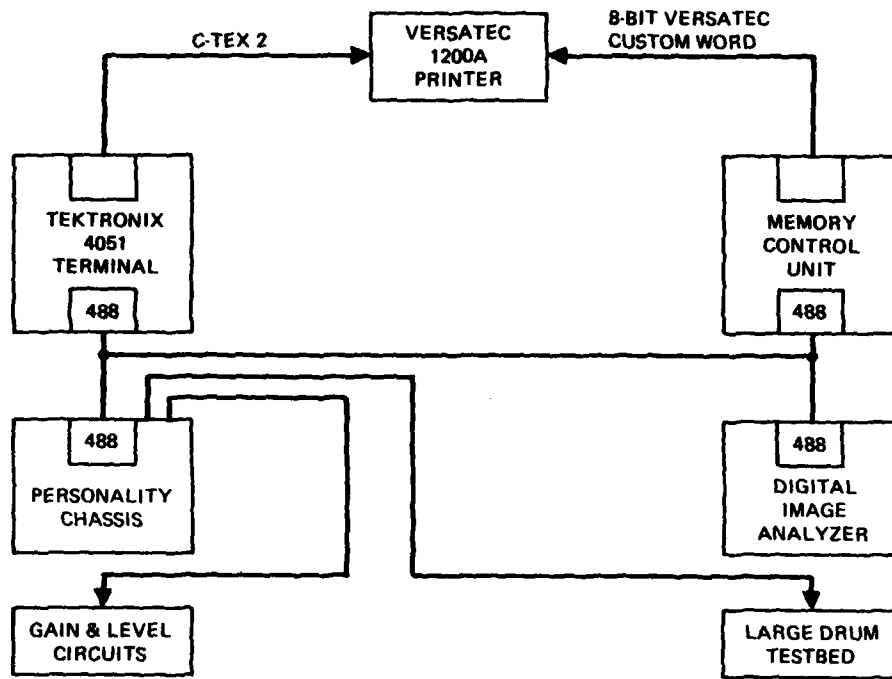 C-TEX 2
VERSATEC
1200A
PRINTER
8-BIT VERSATEC
CUSTOM WORD
TEKTRONIX
4051
TERMINAL
488
MEMORY
CONTROL
UNIT
488
488
PERSONALITY
CHASSIS
488
DIGITAL
IMAGE
ANALYZER
GAIN & LEVEL
CIRCUITS
LARGE DRUM
TESTBED